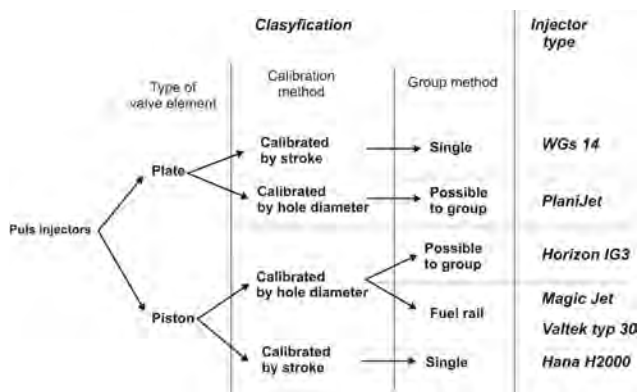 Clasyfication
Injector
type
Type of
valve element
Calibration
method
Group method
Calibrated
by stroke
Single
WGs 14
Plate
Calibrated
by hole diameter
Possible
to group
PlaniJet
Puls injectors
Possible
to group
Horizon IG3
Calibrated
by hole diameter
Piston
Fuel rail
Magic Jet
Valtek typ 30
Calibrated
by stroke
Single
Hana H2000